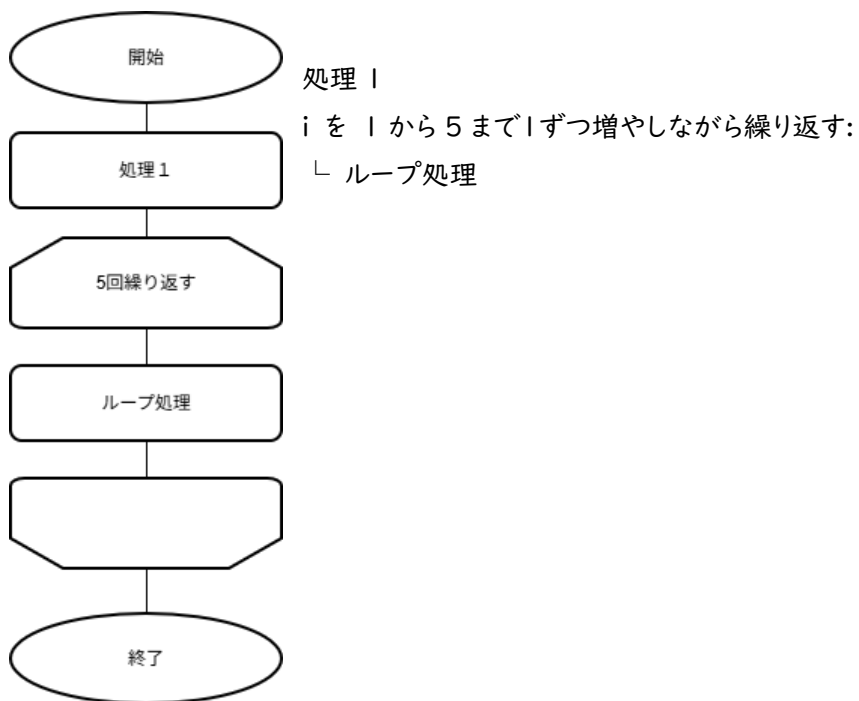 開始
処理１
5回繰り返す
ループ処理
終了
処理 1
i を 1 から 5 まで1ずつ増やしながら繰り返す:
└ ループ処理